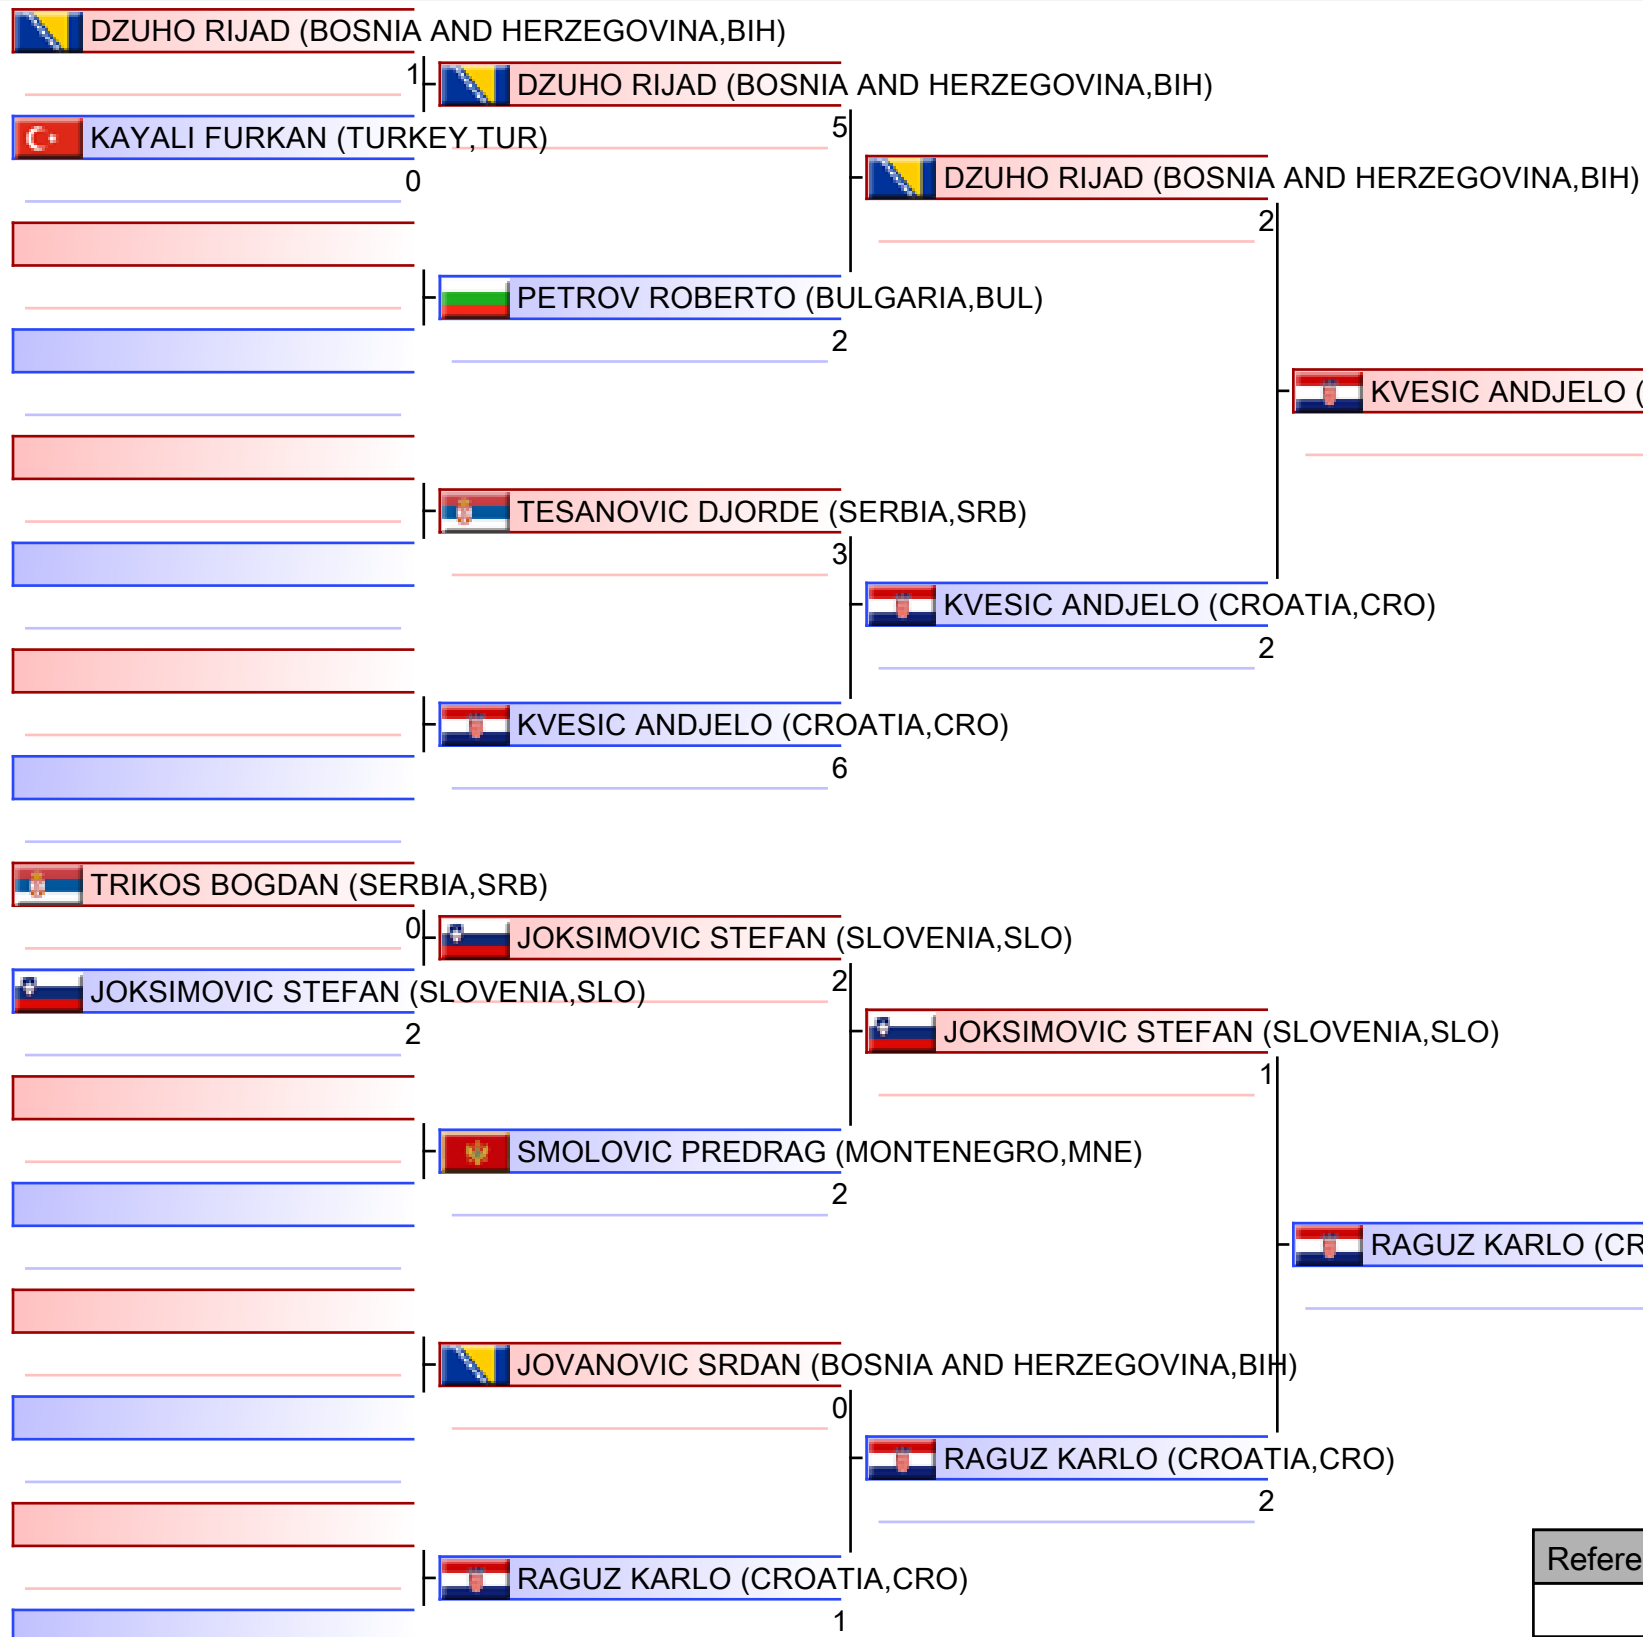 DZUHO RIJAD (BOSNIA AND HERZEGOVINA,BIH)
1
DZUHO RIJAD (BOSNIA AND HERZEGOVINA,BIH)
KAYALI FURKAN (TURKEY,TUR)
5
0
DZUHO RIJAD (BOSNIA AND HERZEGOVINA,BIH)
2
PETROV ROBERTO (BULGARIA,BUL)
2
KVESIC ANDJELO (
TESANOVIC DJORDE (SERBIA,SRB)
3
KVESIC ANDJELO (CROATIA,CRO)
2
KVESIC ANDJELO (CROATIA,CRO)
6
TRIKOS BOGDAN (SERBIA,SRB)
0
JOKSIMOVIC STEFAN (SLOVENIA,SLO)
JOKSIMOVIC STEFAN (SLOVENIA,SLO)
2
2
JOKSIMOVIC STEFAN (SLOVENIA,SLO)
1
SMOLOVIC PREDRAG (MONTENEGRO,MNE)
2
RAGUZ KARLO (CR
JOVANOVIC SRDAN (BOSNIA AND HERZEGOVINA,BIH)
0
RAGUZ KARLO (CROATIA,CRO)
2
Refere
RAGUZ KARLO (CROATIA,CRO)
1